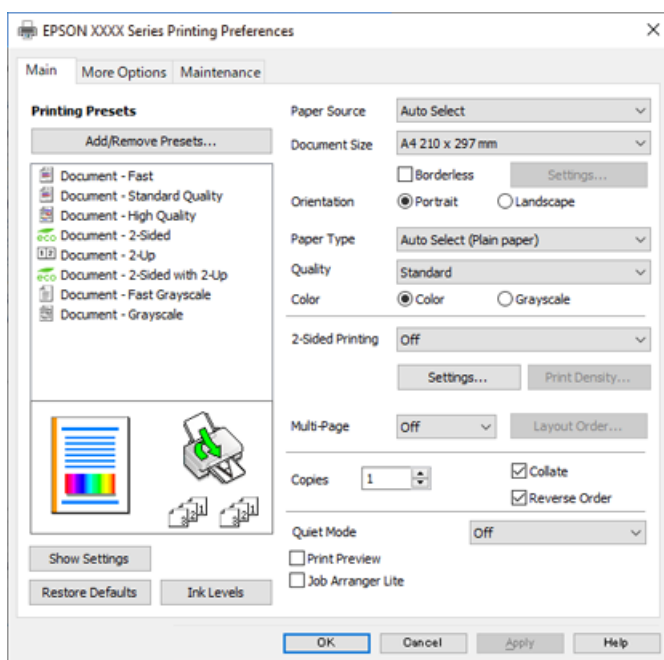 EPSON XXXX Series Printing Preferences
Main
More Options
Maintenance
Printing Presets
Add/Remove Presets...
Document - Fast
Document - Standard Quality
Document - High Quality
Document - 2-Sided
Document - 2-Up
Document - 2-Sided with 2-Up
Document - Fast Grayscale
Document - Grayscale
Show Settings
Restore Defaults
Ink Levels
Paper Source
Auto Select
Document Size
A4 210 x 297 mm
Borderless
Settings...
Orientation
Portrait
Landscape
Paper Type
Auto Select (Plain paper)
Quality
Standard
Color
Color
Grayscale
2-Sided Printing
Off
Settings...
Print Density...
Multi-Page
Off
Layout Order...
Copies
1
Collate
Reverse Order
Quiet Mode
Off
Print Preview
Job Arranger Lite
OK
Cancel
Apply
Help